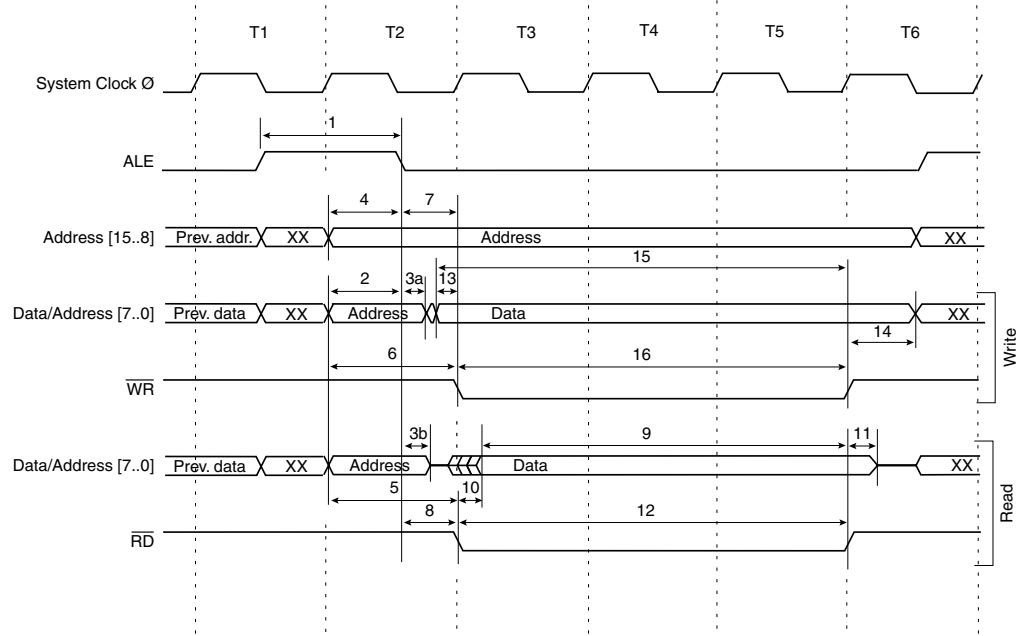 T1 T2 T3 T4 T5 T6
System Clock Ø
1
ALE
4 7
Address [15..8] Prev. addr. XX Address XX
15
2 3a 13
Data/Address [7..0] Prev. data XX Address Data XX
14
6 16
WR
Write
3b 9 11
Data/Address [7..0] Prev. data XX Address Data XX
5 10
8 12
RD
Read